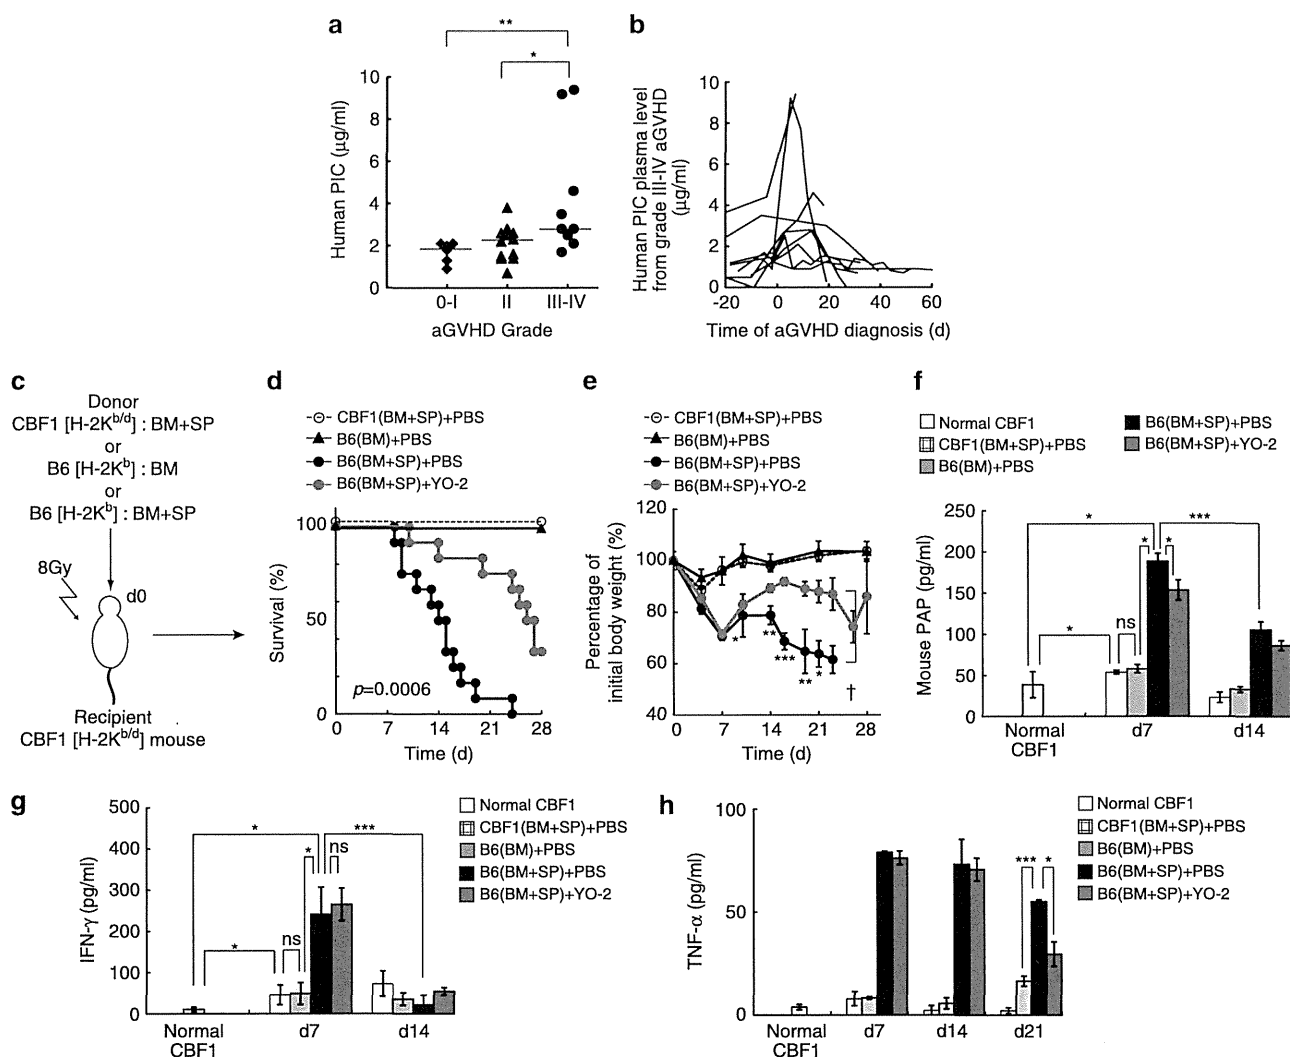 a
**
*
Human PIC (μg/ml)
10
8
6
4
2
0
0-I
II
III-IV
aGVHD Grade
b
Human PIC plasma level
from grade III-IV aGVHD
(μg/ml)
10
8
6
4
2
0
-20
0
20
40
60
Time of aGVHD diagnosis (d)
c
Donor
CBF1 [H-2K^b/d] : BM+SP
or
B6 [H-2K^b] : BM
or
B6 [H-2K^b] : BM+SP
8Gy
d0
Recipient
CBF1 [H-2K^b/d] mouse
d
CBF1(BM+SP)+PBS
B6(BM)+PBS
B6(BM+SP)+PBS
B6(BM+SP)+YO-2
Survival (%)
100
50
0
p=0.0006
0
7
14
21
28
Time (d)
e
CBF1(BM+SP)+PBS
B6(BM)+PBS
B6(BM+SP)+PBS
B6(BM+SP)+YO-2
Percentage of
initial body weight (%)
120
100
80
60
40
*
**
***
**
*
†
0
7
14
21
28
Time (d)
f
Normal CBF1
CBF1(BM+SP)+PBS
B6(BM)+PBS
B6(BM+SP)+PBS
B6(BM+SP)+YO-2
Mouse PAP (pg/ml)
250
200
150
100
50
0
*
***
*
*
*
ns
Normal
CBF1
d7
d14
g
Normal CBF1
CBF1(BM+SP)+PBS
B6(BM)+PBS
B6(BM+SP)+PBS
B6(BM+SP)+YO-2
IFN-γ (pg/ml)
500
400
300
200
100
0
*
***
*
ns
*
ns
Normal
CBF1
d7
d14
h
Normal CBF1
CBF1(BM+SP)+PBS
B6(BM)+PBS
B6(BM+SP)+PBS
B6(BM+SP)+YO-2
TNF-α (pg/ml)
100
50
0
***
*
Normal
CBF1
d7
d14
d21